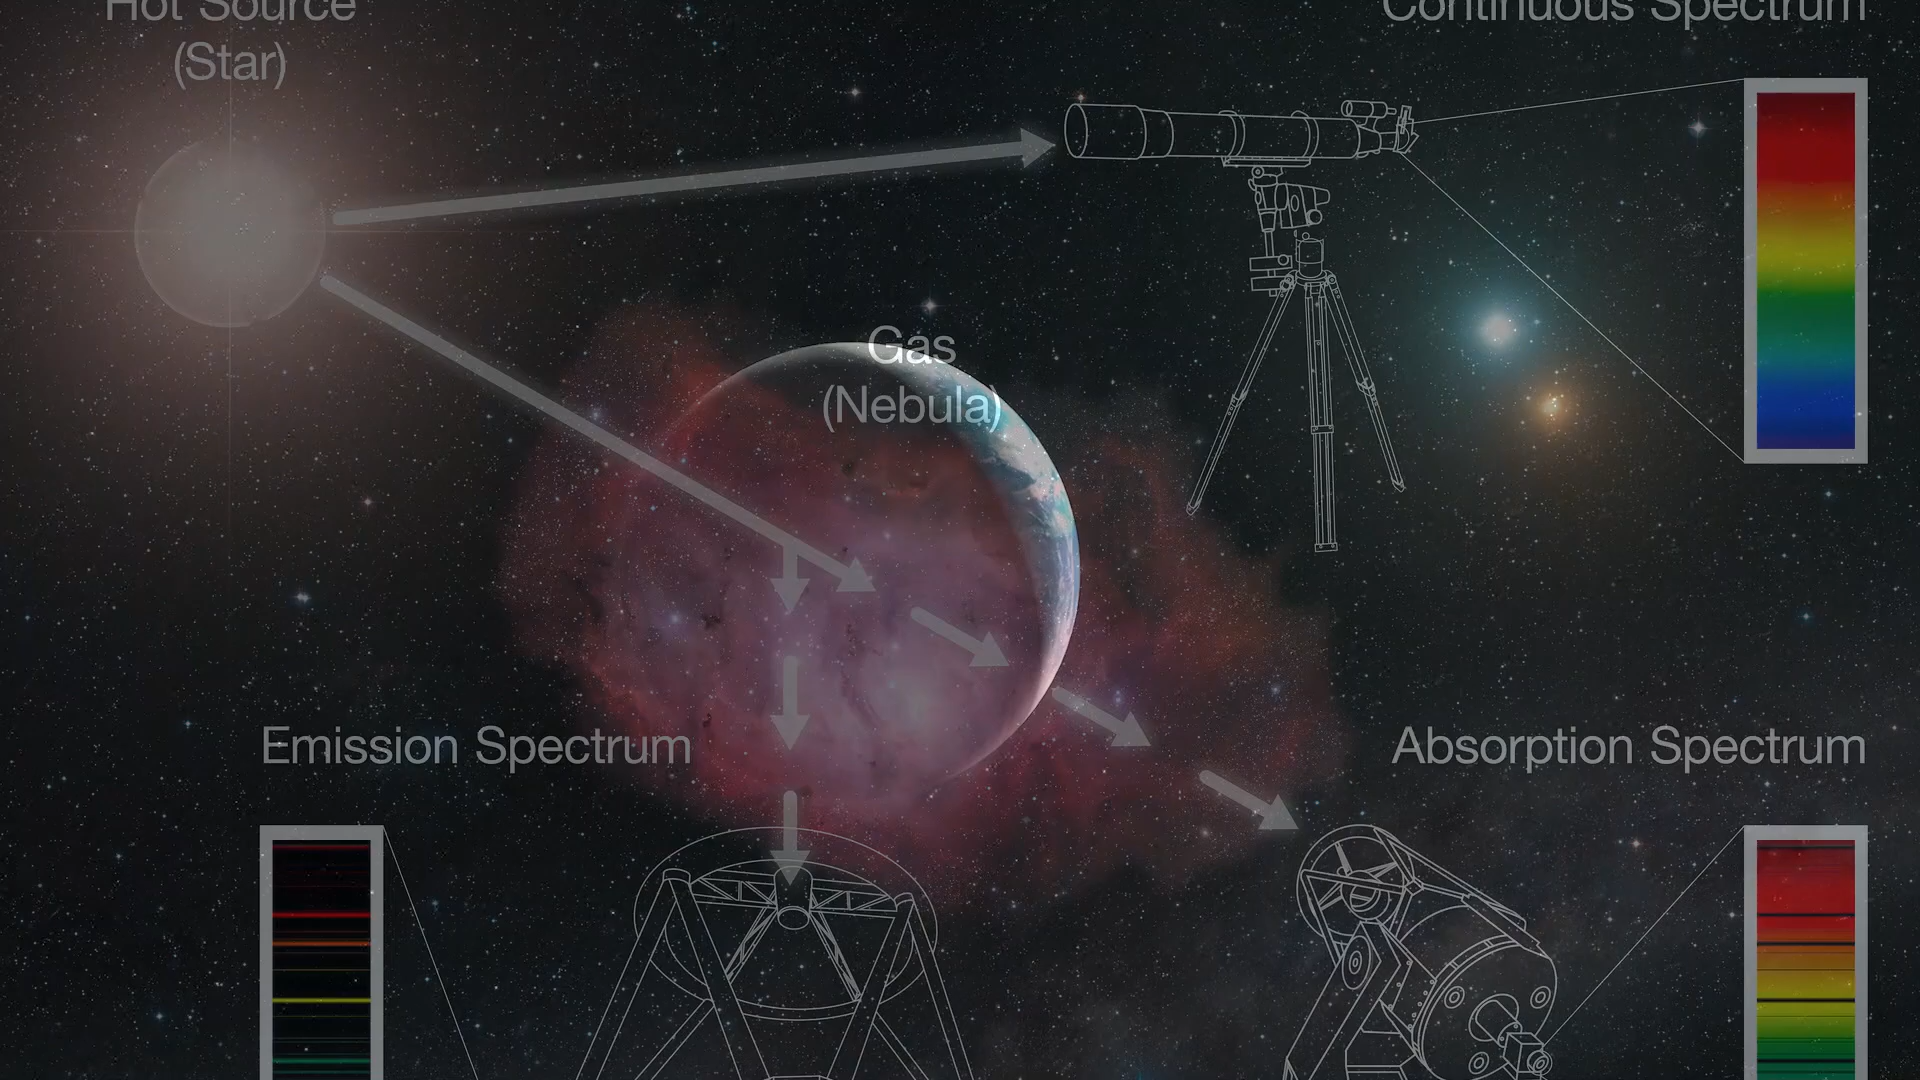 Hot Source
(Star)
Continuous Spectrum
Gas
(Nebula)
Emission Spectrum
Absorption Spectrum